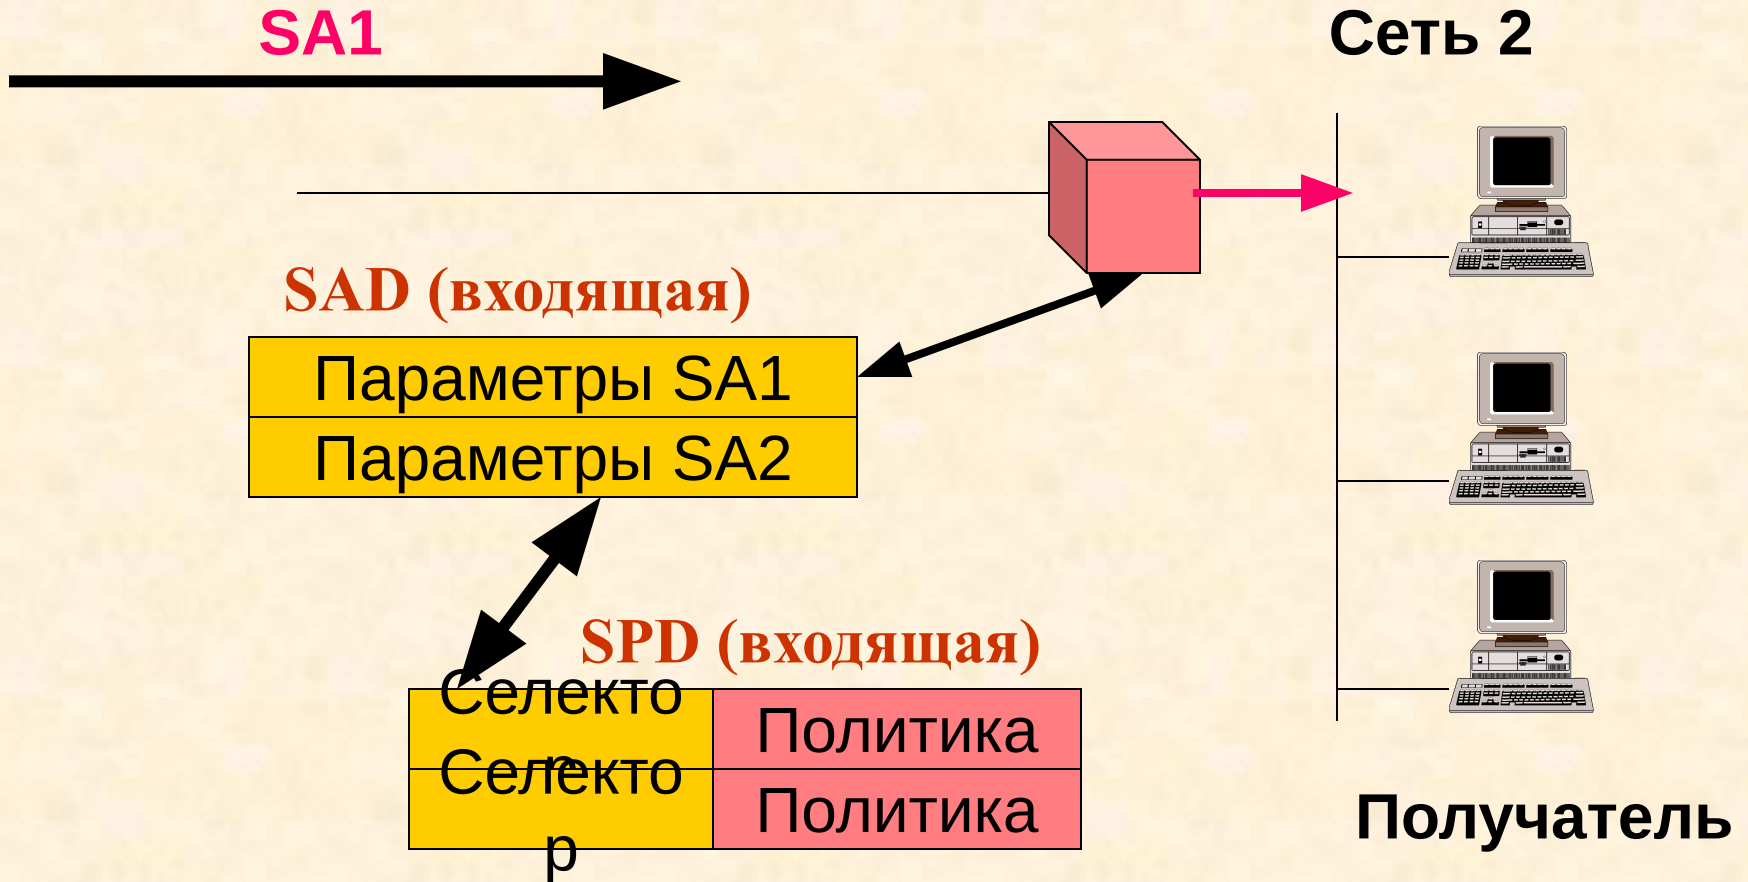 SA1
Сеть 2
SAD (входящая)
Параметры SA1
Параметры SA2
SPD (входящая)
Селекто
р
Политика
Селекто
р
Политика
Получатель